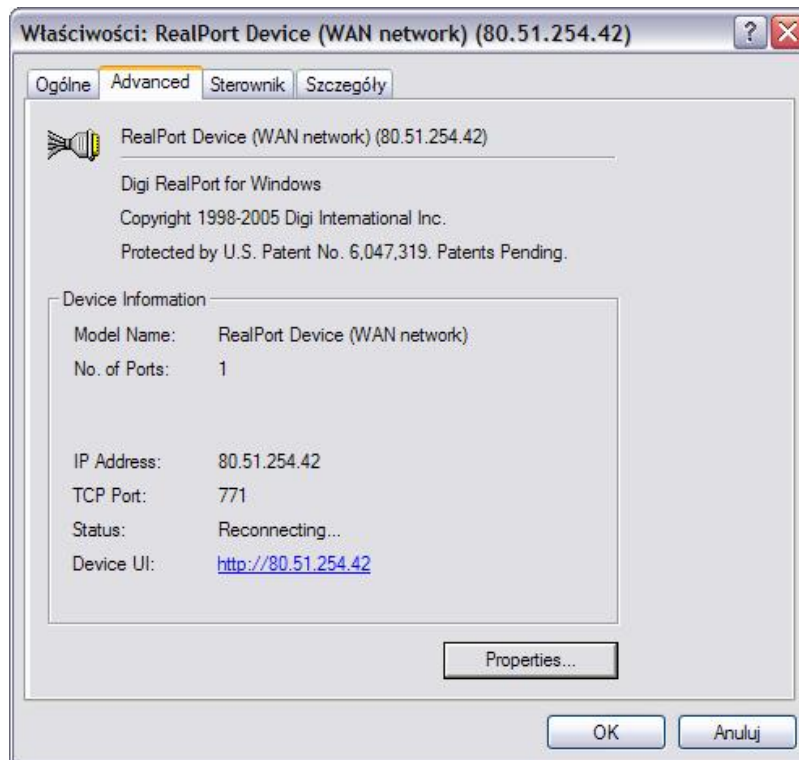 Właściwości: RealPort Device (WAN network) (80.51.254.42)
Ogólne Advanced Sterownik Szczegóły
RealPort Device (WAN network) (80.51.254.42)
Digi RealPort for Windows
Copyright 1998-2005 Digi International Inc.
Protected by U.S. Patent No. 6,047,319. Patents Pending.
Device Information
Model Name: RealPort Device (WAN network)
No. of Ports: 1
IP Address: 80.51.254.42
TCP Port: 771
Status: Reconnecting...
Device UI: http://80.51.254.42
Properties...
OK Anuluj